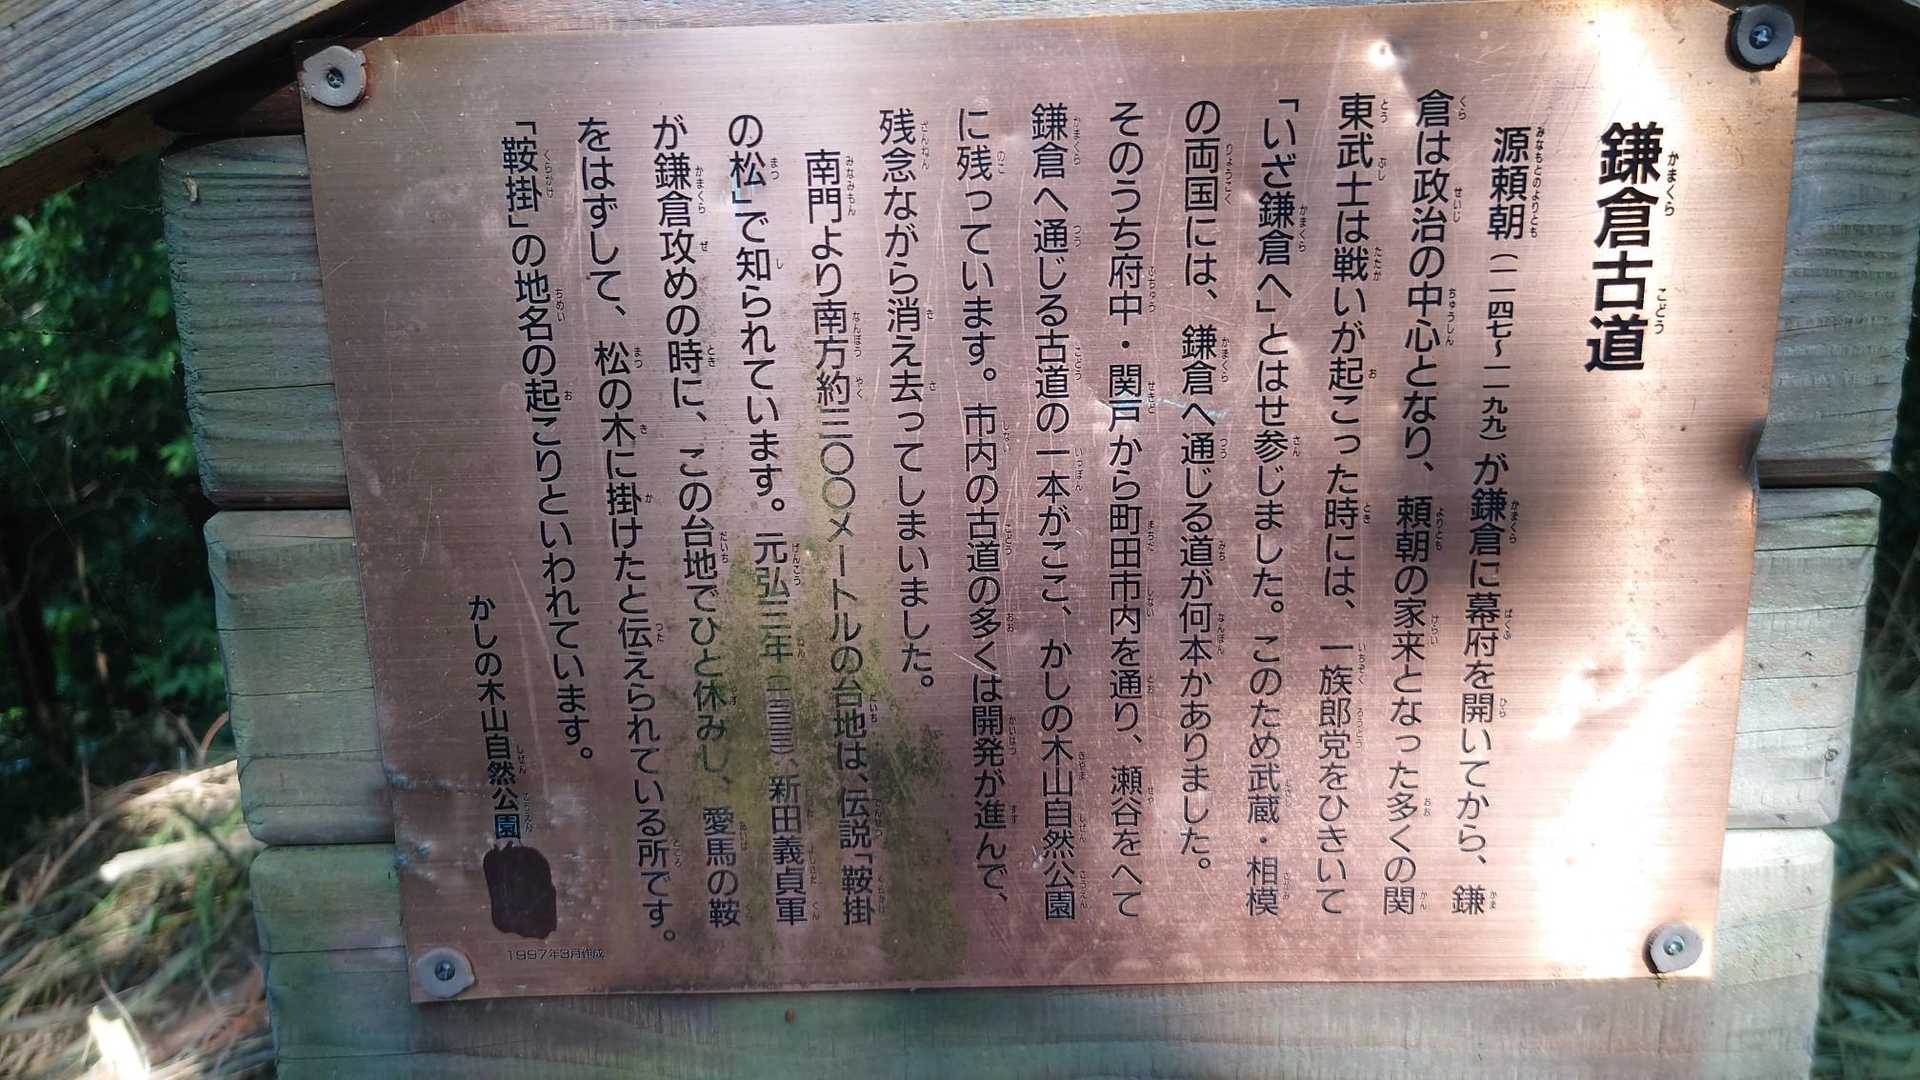 鎌倉古道
源頼朝（一一四七〜一一九九）が鎌倉に幕府を開いてから、鎌
倉は政治の中心となり、頼朝の家来となった多くの関
東武士は戦いが起こった時には、一族郎党をひきいて
「いざ鎌倉へ」とはせ参じました。このため武蔵・相模
の両国には、鎌倉へ通じる道が何本かありました。
そのうち府中・関戸から町田市内を通り、瀬谷をへて
鎌倉へ通じる古道の一本がここ、かしの木山自然公園
に残っています。市内の古道の多くは開発が進んで、
残念ながら消え去ってしまいました。
南門より南方約三〇〇メートルの台地は、伝説「鞍掛
の松」で知られています。元弘三年（一三三三）、新田義貞軍
が鎌倉攻めの時に、この台地でひと休みし、愛馬の鞍
をはずして、松の木に掛けたと伝えられている所です。
「鞍掛」の地名の起こりといわれています。
かしの木山自然公園
1997年3月作成